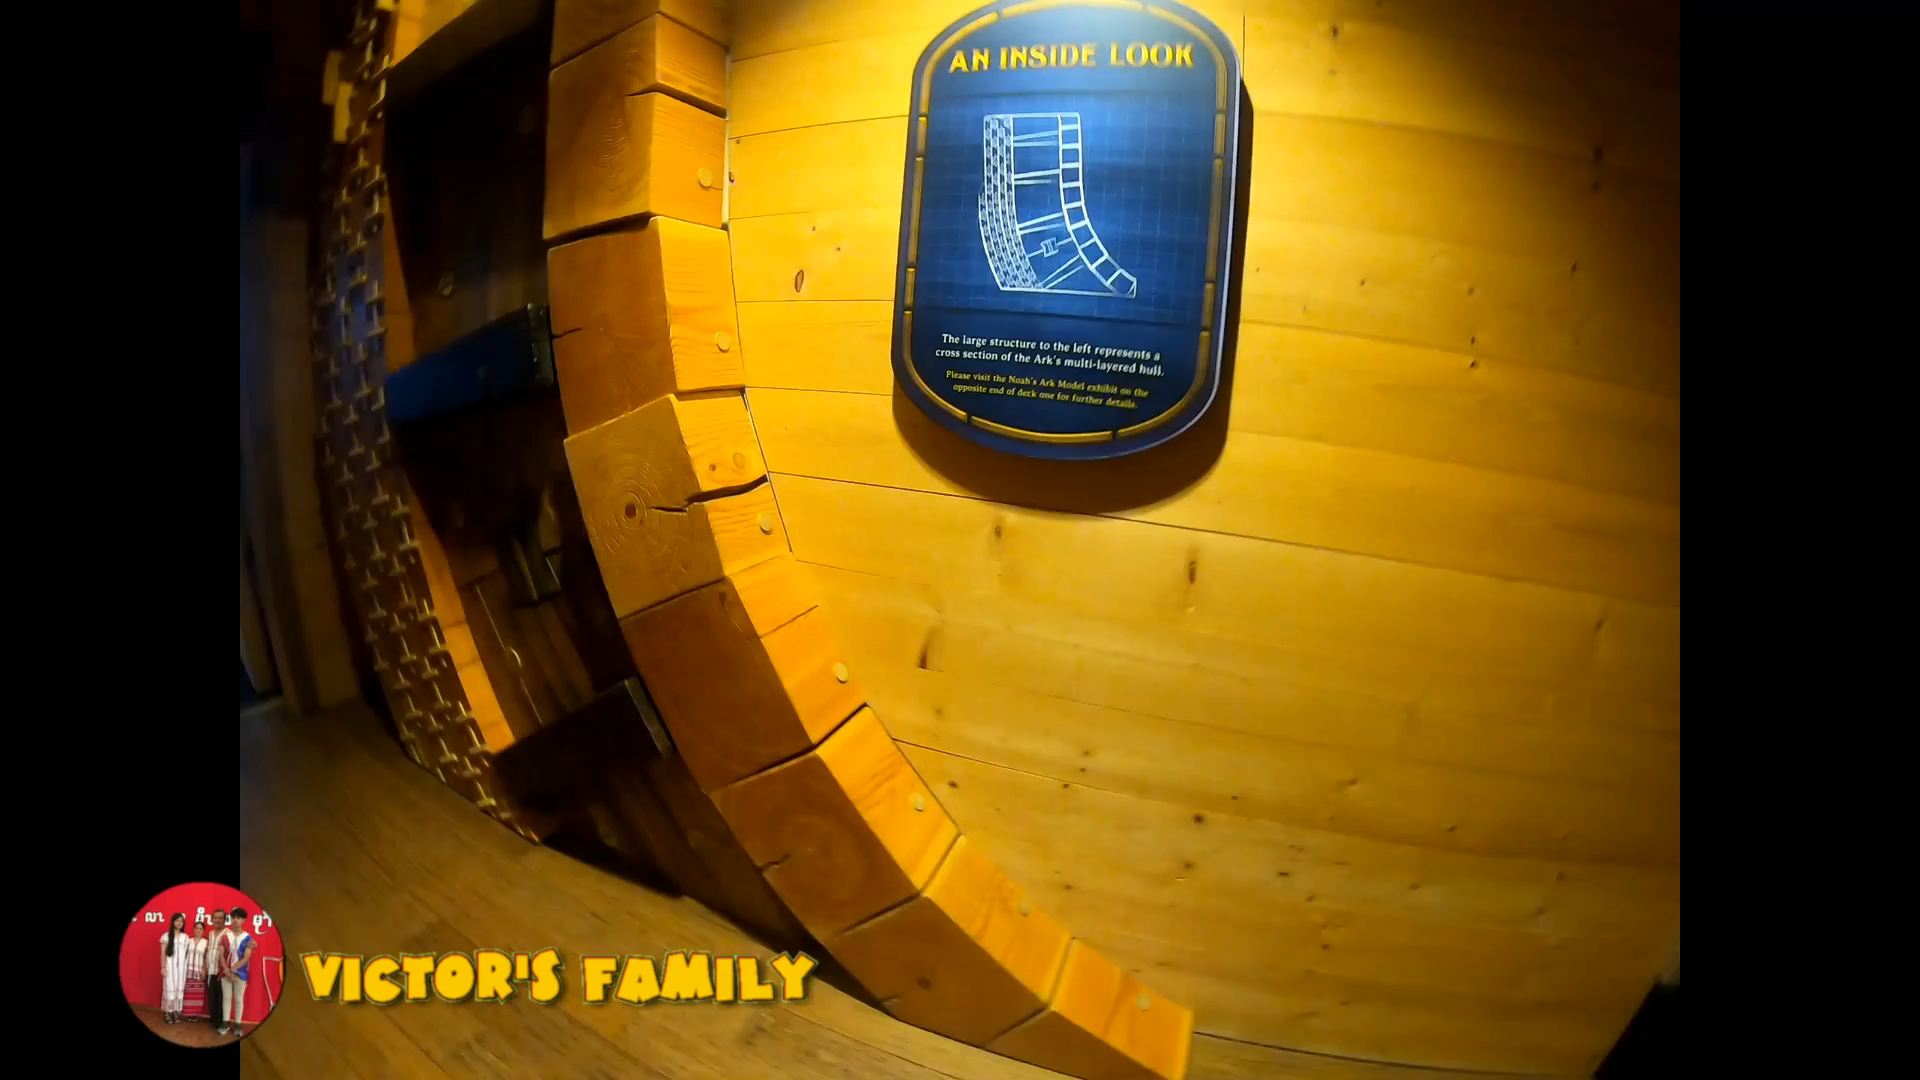 AN INSIDE LOOK
The large structure to the left represents a
cross section of the Ark's multi-layered hull.
Please visit the Noah's Ark Model exhibit on the
opposite end of deck one for further details.
VICTOR'S FAMILY